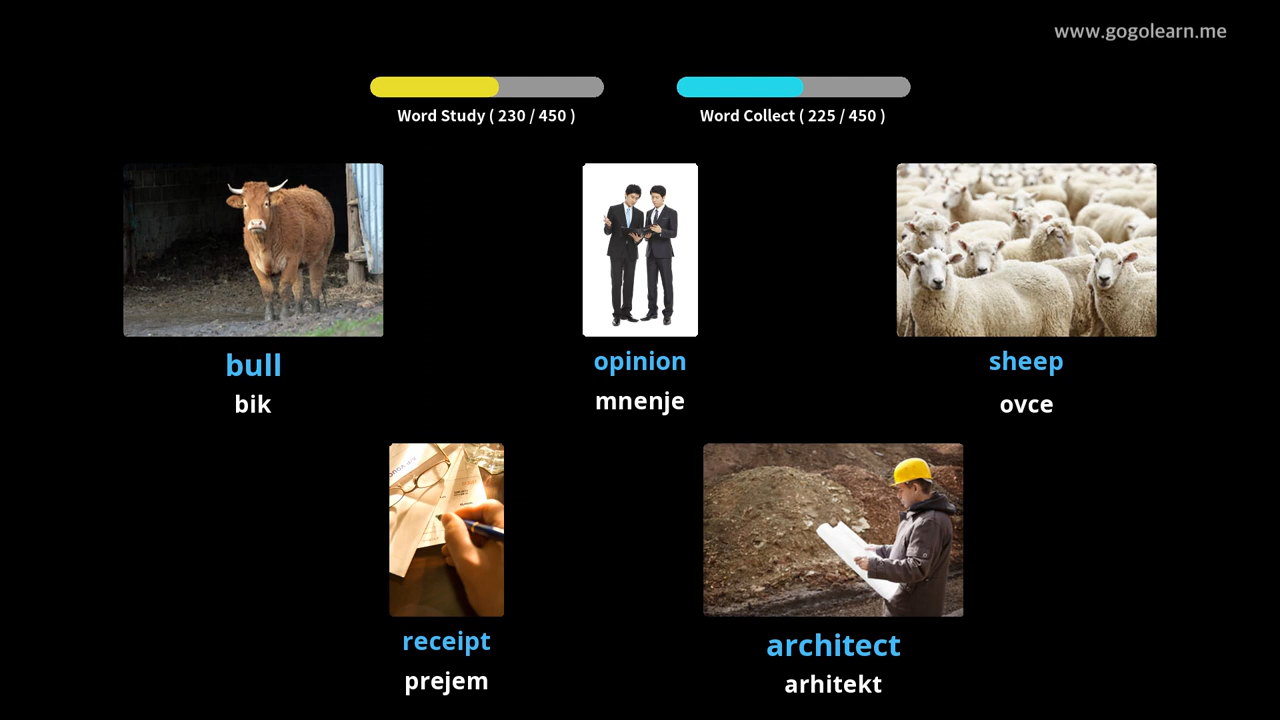 www.gogolearn.me
Word Study ( 230 / 450 )
Word Collect ( 225 / 450 )
bull
bik
opinion
mnenje
sheep
ovce
receipt
prejem
architect
arhitekt